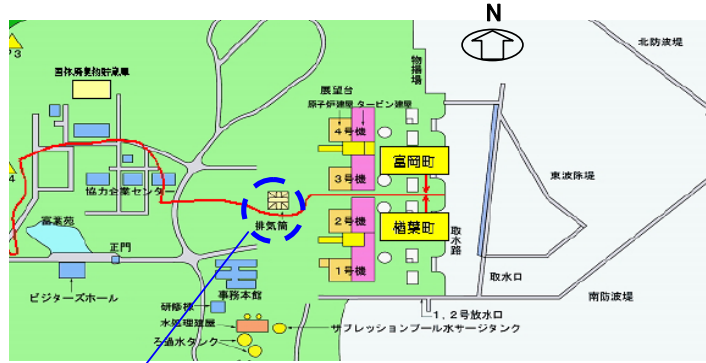 N
P3
固体廃棄物貯蔵庫
北防波堤
物揚場
展望台
原子炉建屋 タービン建屋
4号機
富岡町
3号機
東波除堤
4
協力企業センター
富業苑
排気筒
2号機
楢葉町
取水路
正門
1号機
取水口
ビジターズホール
事務本館
南防波堤
研修棟
1，2号放水口
水処理建屋
サプレッションプール水サージタンク
ろ過水タンク